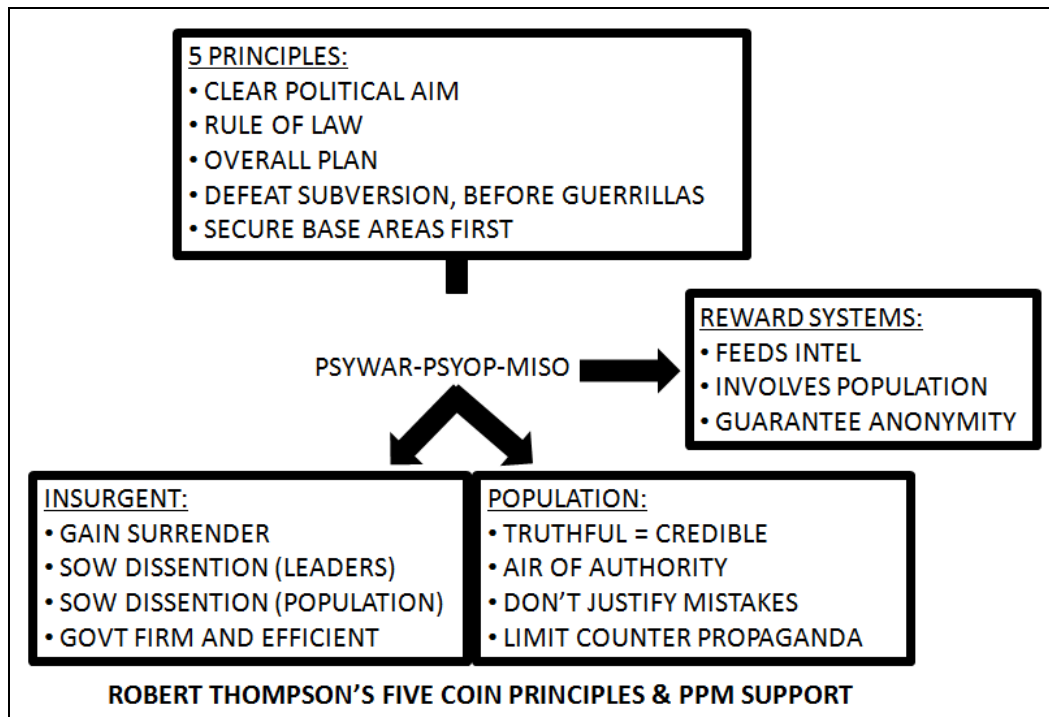 5 PRINCIPLES:
• CLEAR POLITICAL AIM
• RULE OF LAW
• OVERALL PLAN
• DEFEAT SUBVERSION, BEFORE GUERRILLAS
• SECURE BASE AREAS FIRST
PSYWAR-PSYOP-MISO
REWARD SYSTEMS:
• FEEDS INTEL
• INVOLVES POPULATION
• GUARANTEE ANONYMITY
INSURGENT:
• GAIN SURRENDER
• SOW DISSENTION (LEADERS)
• SOW DISSENTION (POPULATION)
• GOVT FIRM AND EFFICIENT
POPULATION:
• TRUTHFUL = CREDIBLE
• AIR OF AUTHORITY
• DON'T JUSTIFY MISTAKES
• LIMIT COUNTER PROPAGANDA
ROBERT THOMPSON'S FIVE COIN PRINCIPLES & PPM SUPPORT